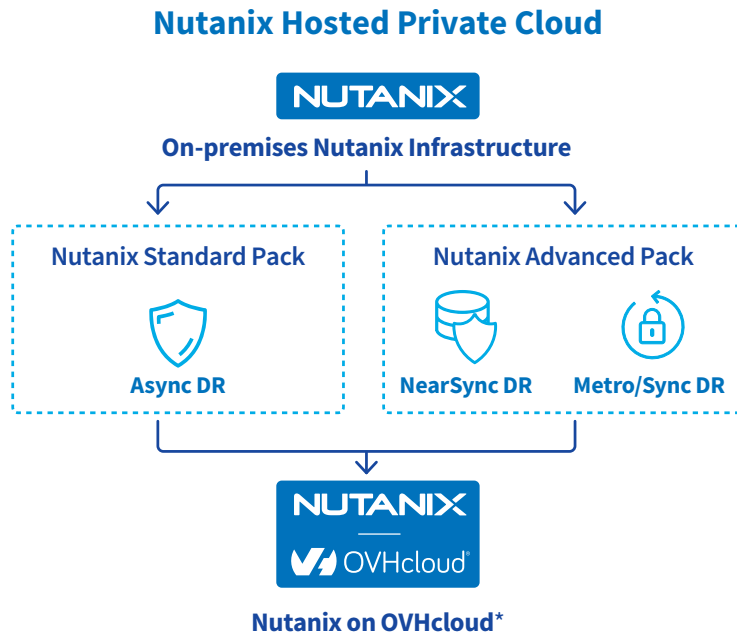 Nutanix Hosted Private Cloud
NUTANIX
On-premises Nutanix Infrastructure
Nutanix Standard Pack
Async DR
Nutanix Advanced Pack
NearSync DR
Metro/Sync DR
NUTANIX
OVHcloud®
Nutanix on OVHcloud*